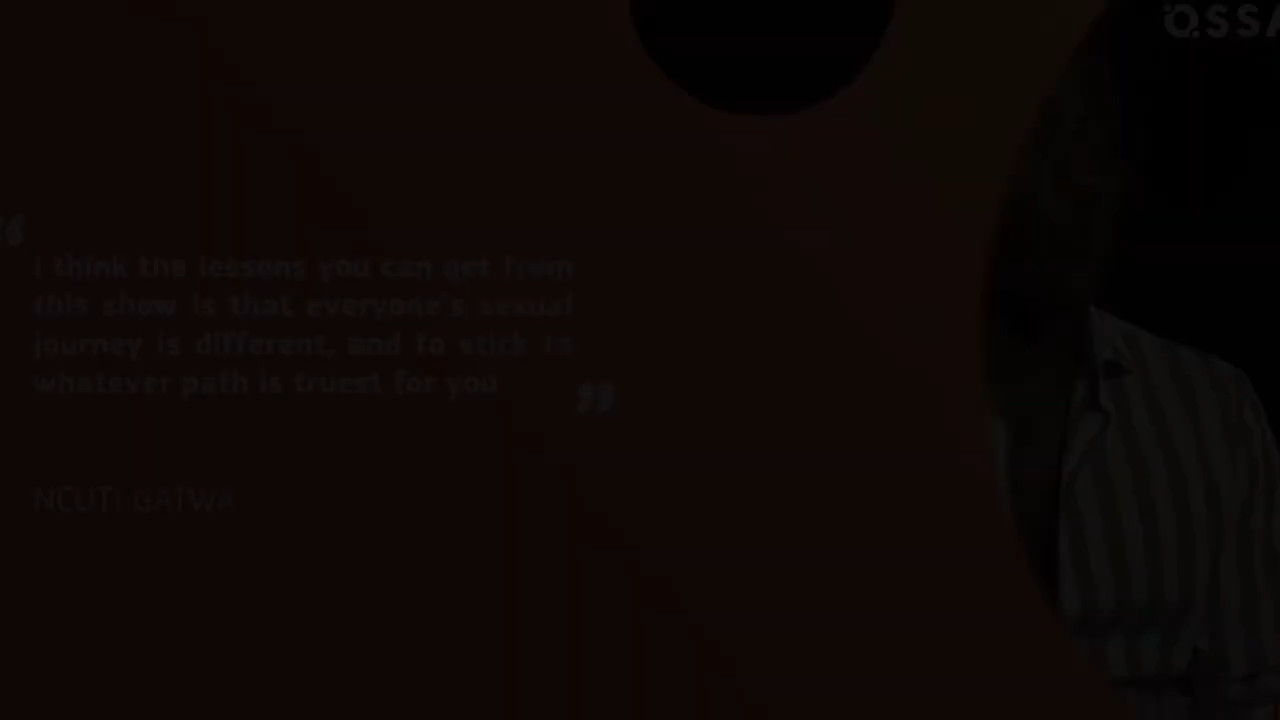 QSSA
“
I think the lessons you can get from
this show is that everyone's sexual
journey is different, and to stick to
whatever path is truest for you
”
NCUTI GATWA